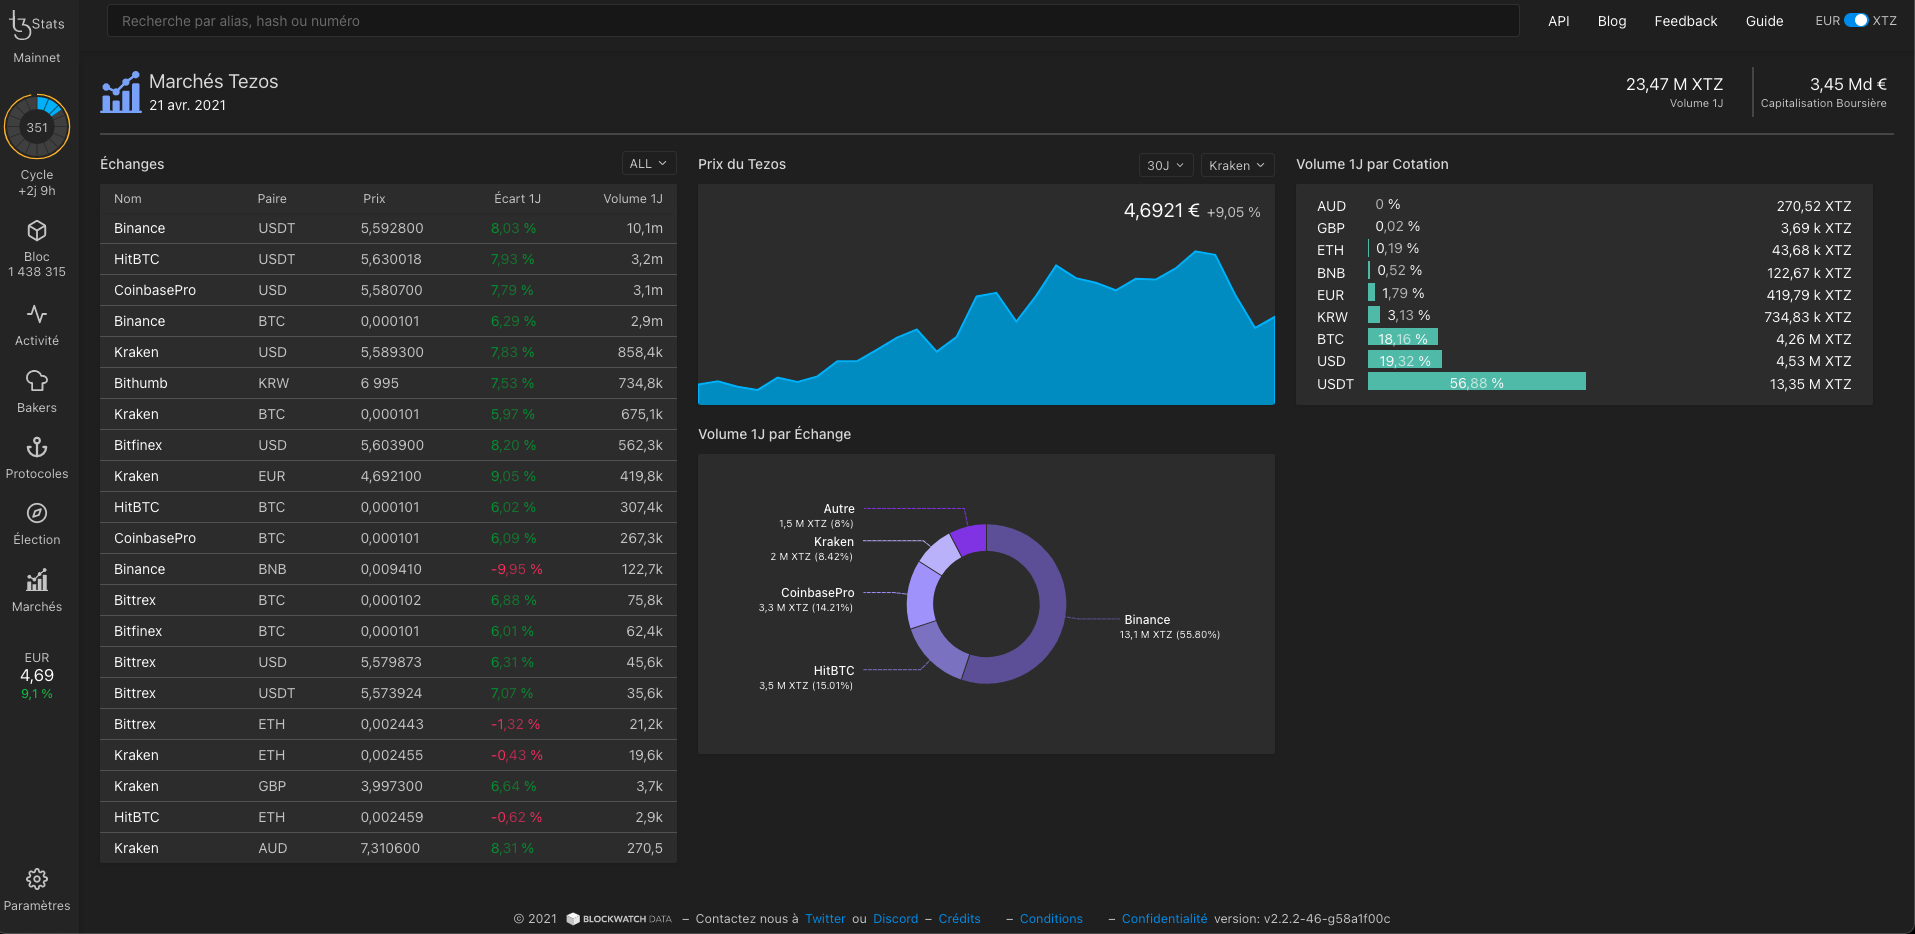 Stats
Mainnet
351
Cycle
+2j 9h
Bloc
1 438 315
Activité
Bakers
Protocoles
Élection
Marchés
EUR
4,69
9,1 %
Paramètres
Recherche par alias, hash ou numéro
API Blog Feedback Guide EUR XTZ
Marchés Tezos
21 avr. 2021
23,47 M XTZ
Volume 1J
3,45 Md €
Capitalisation Boursière
Échanges ALL
Nom Paire Prix Écart 1J Volume 1J
Binance USDT 5,592800 8,03 % 10,1m
HitBTC USDT 5,630018 7,93 % 3,2m
CoinbasePro USD 5,580700 7,79 % 3,1m
Binance BTC 0,000101 6,29 % 2,9m
Kraken USD 5,589300 7,83 % 858,4k
Bithumb KRW 6 995 7,53 % 734,8k
Kraken BTC 0,000101 5,97 % 675,1k
Bitfinex USD 5,603900 8,20 % 562,3k
Kraken EUR 4,692100 9,05 % 419,8k
HitBTC BTC 0,000101 6,02 % 307,4k
CoinbasePro BTC 0,000101 6,09 % 267,3k
Binance BNB 0,009410 -9,95 % 122,7k
Bittrex BTC 0,000102 6,88 % 75,8k
Bitfinex BTC 0,000101 6,01 % 62,4k
Bittrex USD 5,579873 6,31 % 45,6k
Bittrex USDT 5,573924 7,07 % 35,6k
Bittrex ETH 0,002443 -1,32 % 21,2k
Kraken ETH 0,002455 -0,43 % 19,6k
Kraken GBP 3,997300 6,64 % 3,7k
HitBTC ETH 0,002459 -0,62 % 2,9k
Kraken AUD 7,310600 8,31 % 270,5
Prix du Tezos 30J Kraken
4,6921 € +9,05 %
Volume 1J par Échange
Autre
1,5 M XTZ (8%)
Kraken
2 M XTZ (8.42%)
CoinbasePro
3,3 M XTZ (14.21%)
HitBTC
3,5 M XTZ (15.01%)
Binance
13,1 M XTZ (55.80%)
Volume 1J par Cotation
AUD 0 % 270,52 XTZ
GBP 0,02 % 3,69 k XTZ
ETH 0,19 % 43,68 k XTZ
BNB 0,52 % 122,67 k XTZ
EUR 1,79 % 419,79 k XTZ
KRW 3,13 % 734,83 k XTZ
BTC 18,16 % 4,26 M XTZ
USD 19,32 % 4,53 M XTZ
USDT 56,88 % 13,35 M XTZ
© 2021 BLOCKWATCH DATA – Contactez nous à Twitter ou Discord – Crédits – Conditions – Confidentialité version: v2.2.2-46-g58a1f00c